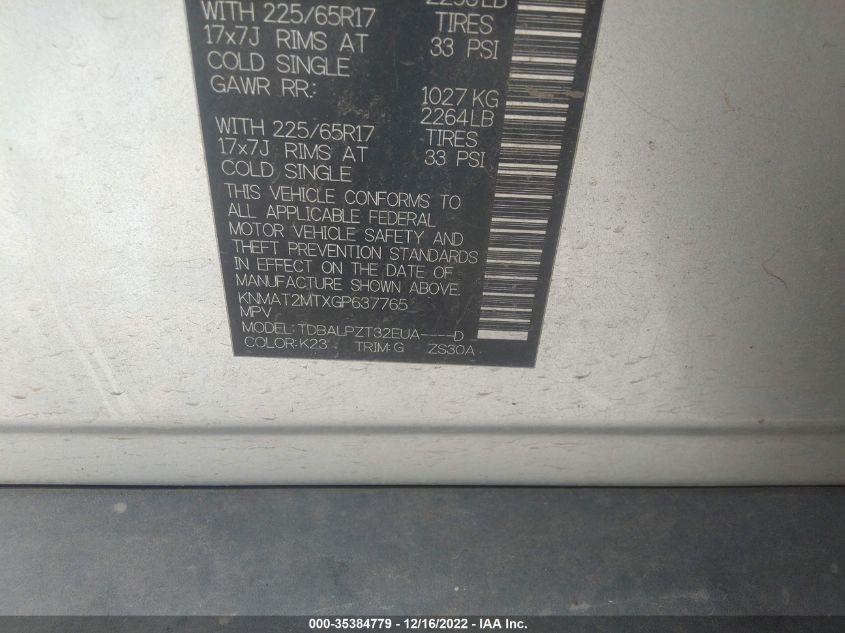 WITH 225/65R17 TIRES
17x7J RIMS AT 33 PSI
COLD SINGLE
GAWR RR.: 1027 KG
2264 LB
WITH 225/65R17 TIRES
17x7J RIMS AT 33 PSI
COLD SINGLE
THIS VEHICLE CONFORMS TO
ALL APPLICABLE FEDERAL
MOTOR VEHICLE SAFETY AND
THEFT PREVENTION STANDARDS
IN EFFECT ON THE DATE OF
MANUFACTURE SHOWN ABOVE.
KNMAT2MTXGP637765
MPV
MODEL: TDBALPZT32EUA----D
COLOR: K23 TRIM: G ZS30A
000-35384779 - 12/16/2022 - IAA Inc.